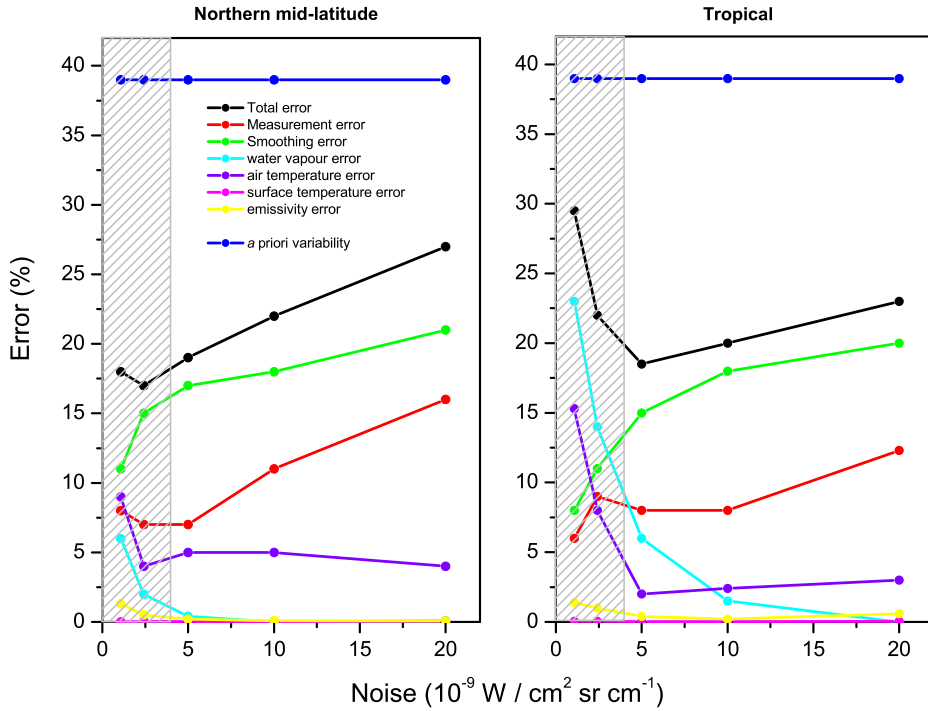 Northern mid-latitude
Tropical
Error (%)
40
35
30
25
20
15
10
5
0
Total error
Measurement error
Smoothing error
water vapour error
air temperature error
surface temperature error
emissivity error
a priori variability
0 5 10 15 20
40
35
30
25
20
15
10
5
0
0 5 10 15 20
Noise (10⁻⁹ W / cm² sr cm⁻¹)